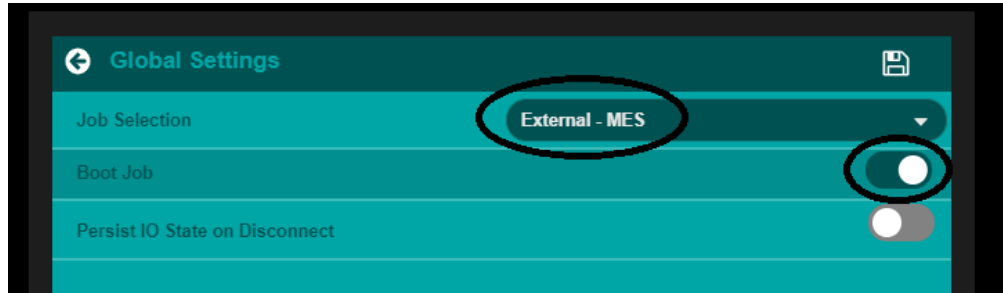 Global Settings
Job Selection External - MES
Boot Job
Persist IO State on Disconnect